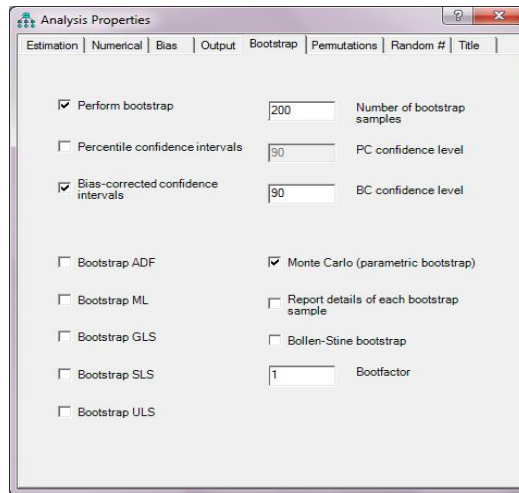 Analysis Properties
Estimation Numerical Bias Output Bootstrap Permutations Random # Title
Perform bootstrap
200
Number of bootstrap
samples
Percentile confidence intervals
90
PC confidence level
Bias-corrected confidence
intervals
90
BC confidence level
Bootstrap ADF
Monte Carlo (parametric bootstrap)
Bootstrap ML
Report details of each bootstrap
sample
Bootstrap GLS
Bollen-Stine bootstrap
Bootstrap SLS
1
Bootfactor
Bootstrap ULS